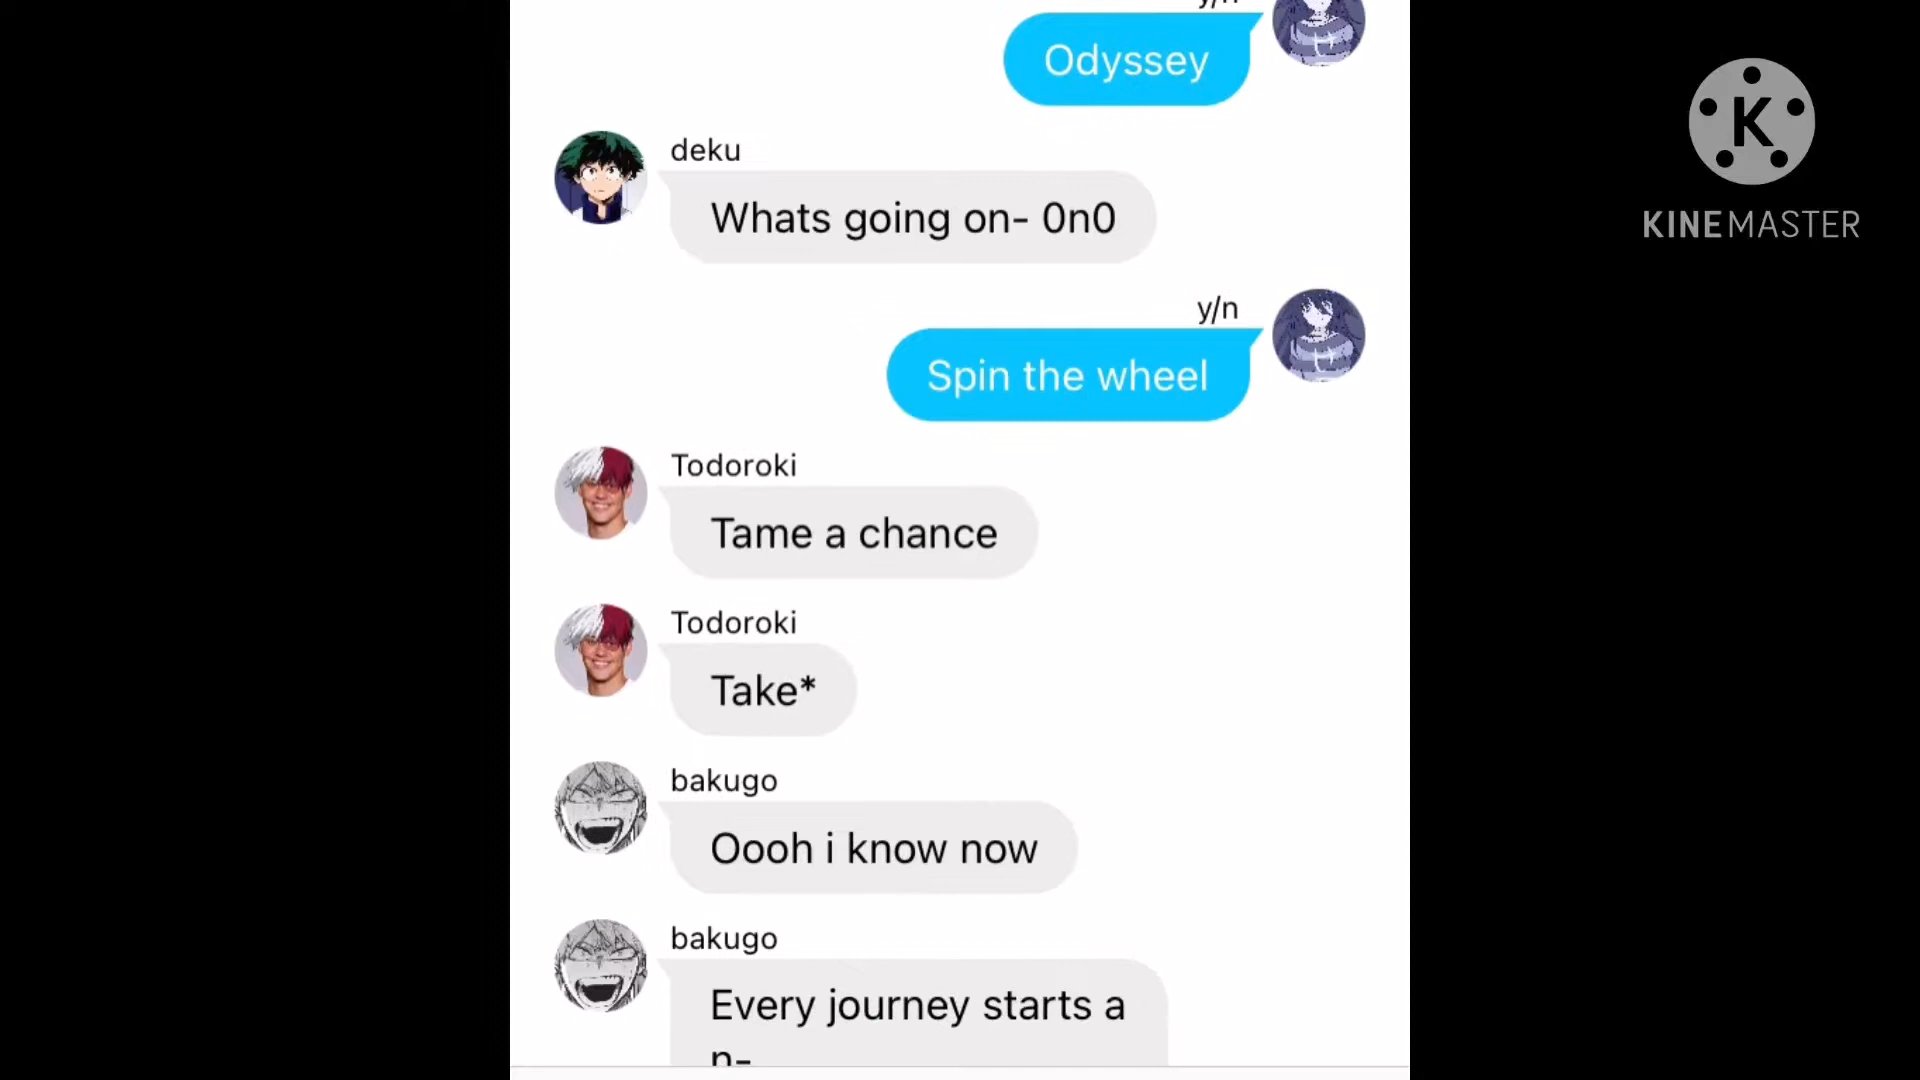 y/n
Odyssey
deku
Whats going on- 0n0
y/n
Spin the wheel
Todoroki
Tame a chance
Todoroki
Take*
bakugo
Oooh i know now
bakugo
Every journey starts a
n-
K
KINEMASTER